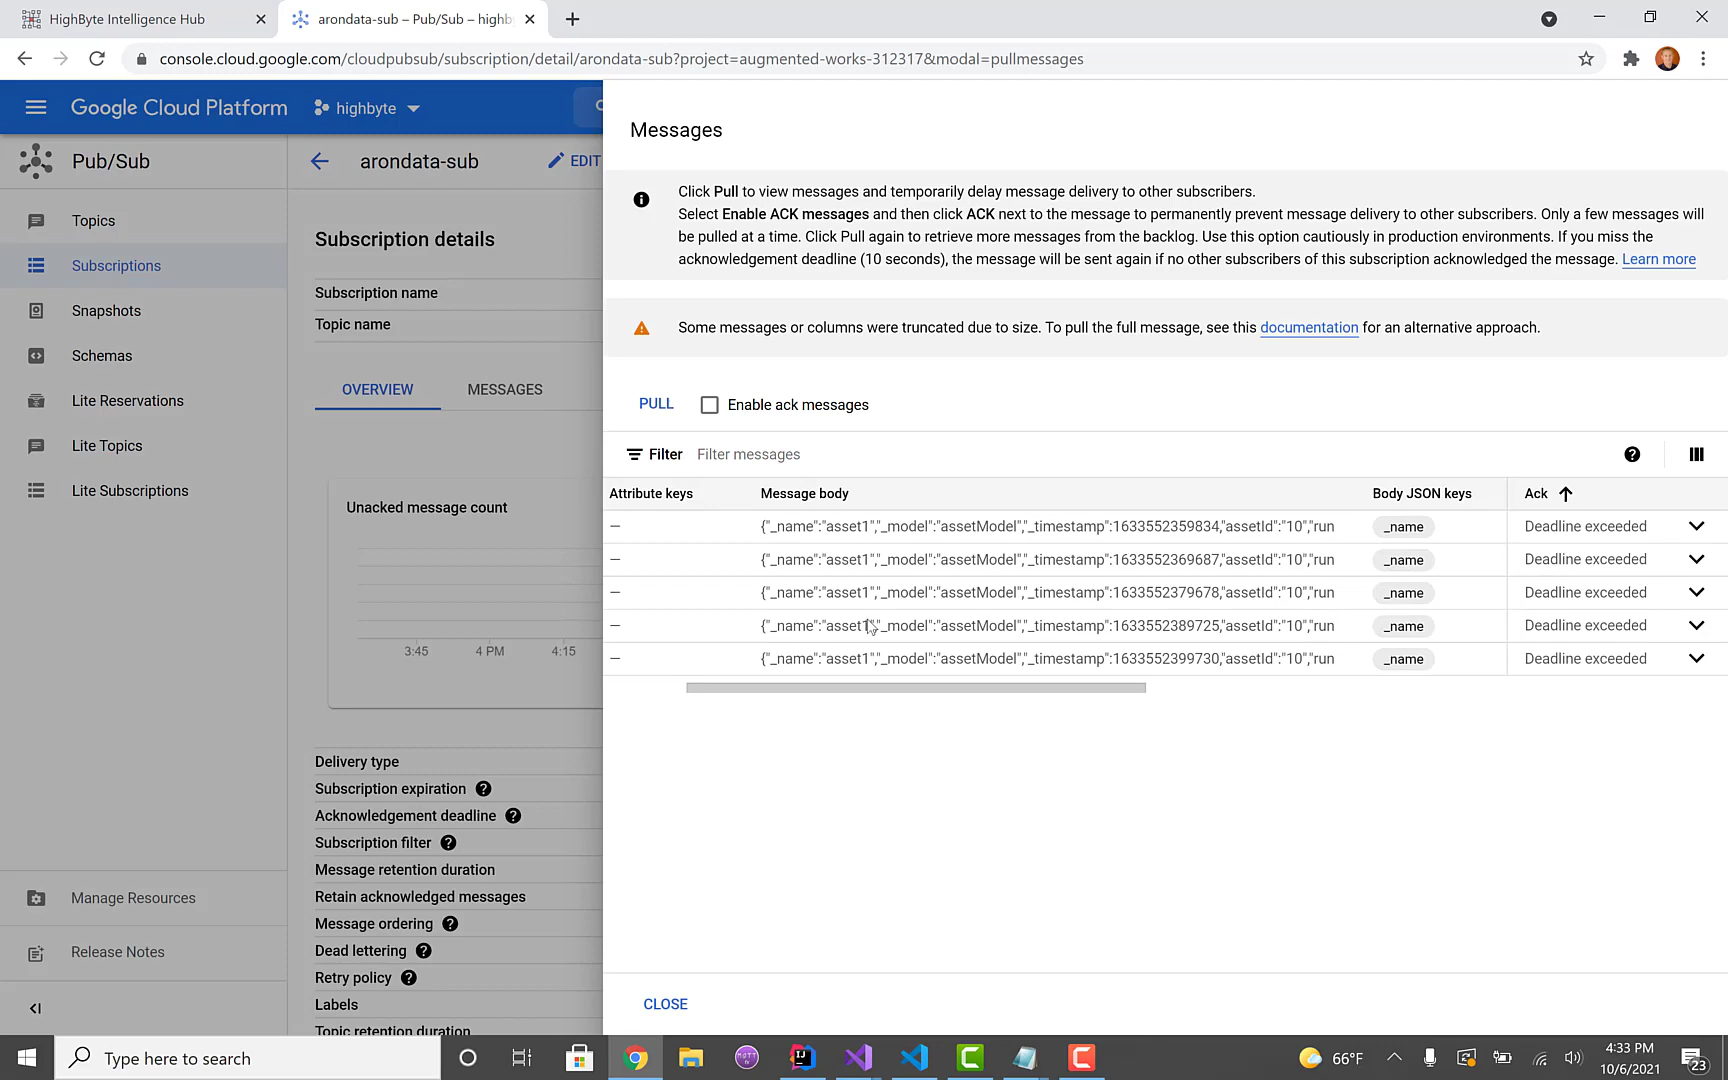 HighByte Intelligence Hub
arondata-sub – Pub/Sub – highb
console.cloud.google.com/cloudpubsub/subscription/detail/arondata-sub?project=augmented-works-312317&modal=pullmessages
Google Cloud Platform
highbyte
Pub/Sub
arondata-sub
EDIT
Topics
Subscriptions
Snapshots
Schemas
Lite Reservations
Lite Topics
Lite Subscriptions
Manage Resources
Release Notes
Subscription details
Subscription name
Topic name
OVERVIEW
MESSAGES
Unacked message count
3:45 4 PM 4:15
Delivery type
Subscription expiration
Acknowledgement deadline
Subscription filter
Message retention duration
Retain acknowledged messages
Message ordering
Dead lettering
Retry policy
Labels
Topic retention duration
Messages
Click Pull to view messages and temporarily delay message delivery to other subscribers.
Select Enable ACK messages and then click ACK next to the message to permanently prevent message delivery to other subscribers. Only a few messages will
be pulled at a time. Click Pull again to retrieve more messages from the backlog. Use this option cautiously in production environments. If you miss the
acknowledgement deadline (10 seconds), the message will be sent again if no other subscribers of this subscription acknowledged the message. Learn more
Some messages or columns were truncated due to size. To pull the full message, see this documentation for an alternative approach.
PULL
Enable ack messages
Filter Filter messages
Attribute keys Message body Body JSON keys Ack
— {"_name":"asset1","_model":"assetModel","_timestamp":1633552359834,"assetId":"10","run _name Deadline exceeded
— {"_name":"asset1","_model":"assetModel","_timestamp":1633552369687,"assetId":"10","run _name Deadline exceeded
— {"_name":"asset1","_model":"assetModel","_timestamp":1633552379678,"assetId":"10","run _name Deadline exceeded
— {"_name":"asset1","_model":"assetModel","_timestamp":1633552389725,"assetId":"10","run _name Deadline exceeded
— {"_name":"asset1","_model":"assetModel","_timestamp":1633552399730,"assetId":"10","run _name Deadline exceeded
CLOSE
Type here to search
66°F
4:33 PM
10/6/2021
23